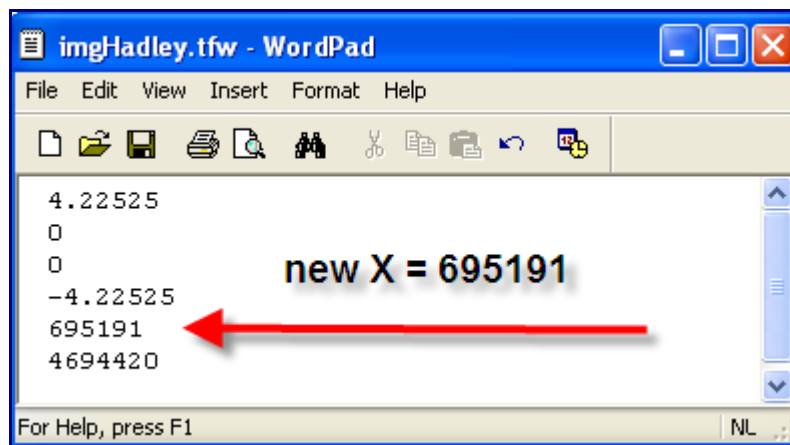 imgHadley.tfw - WordPad
File Edit View Insert Format Help
4.22525
0
0
new X = 695191
-4.22525
695191
4694420
For Help, press F1 NL